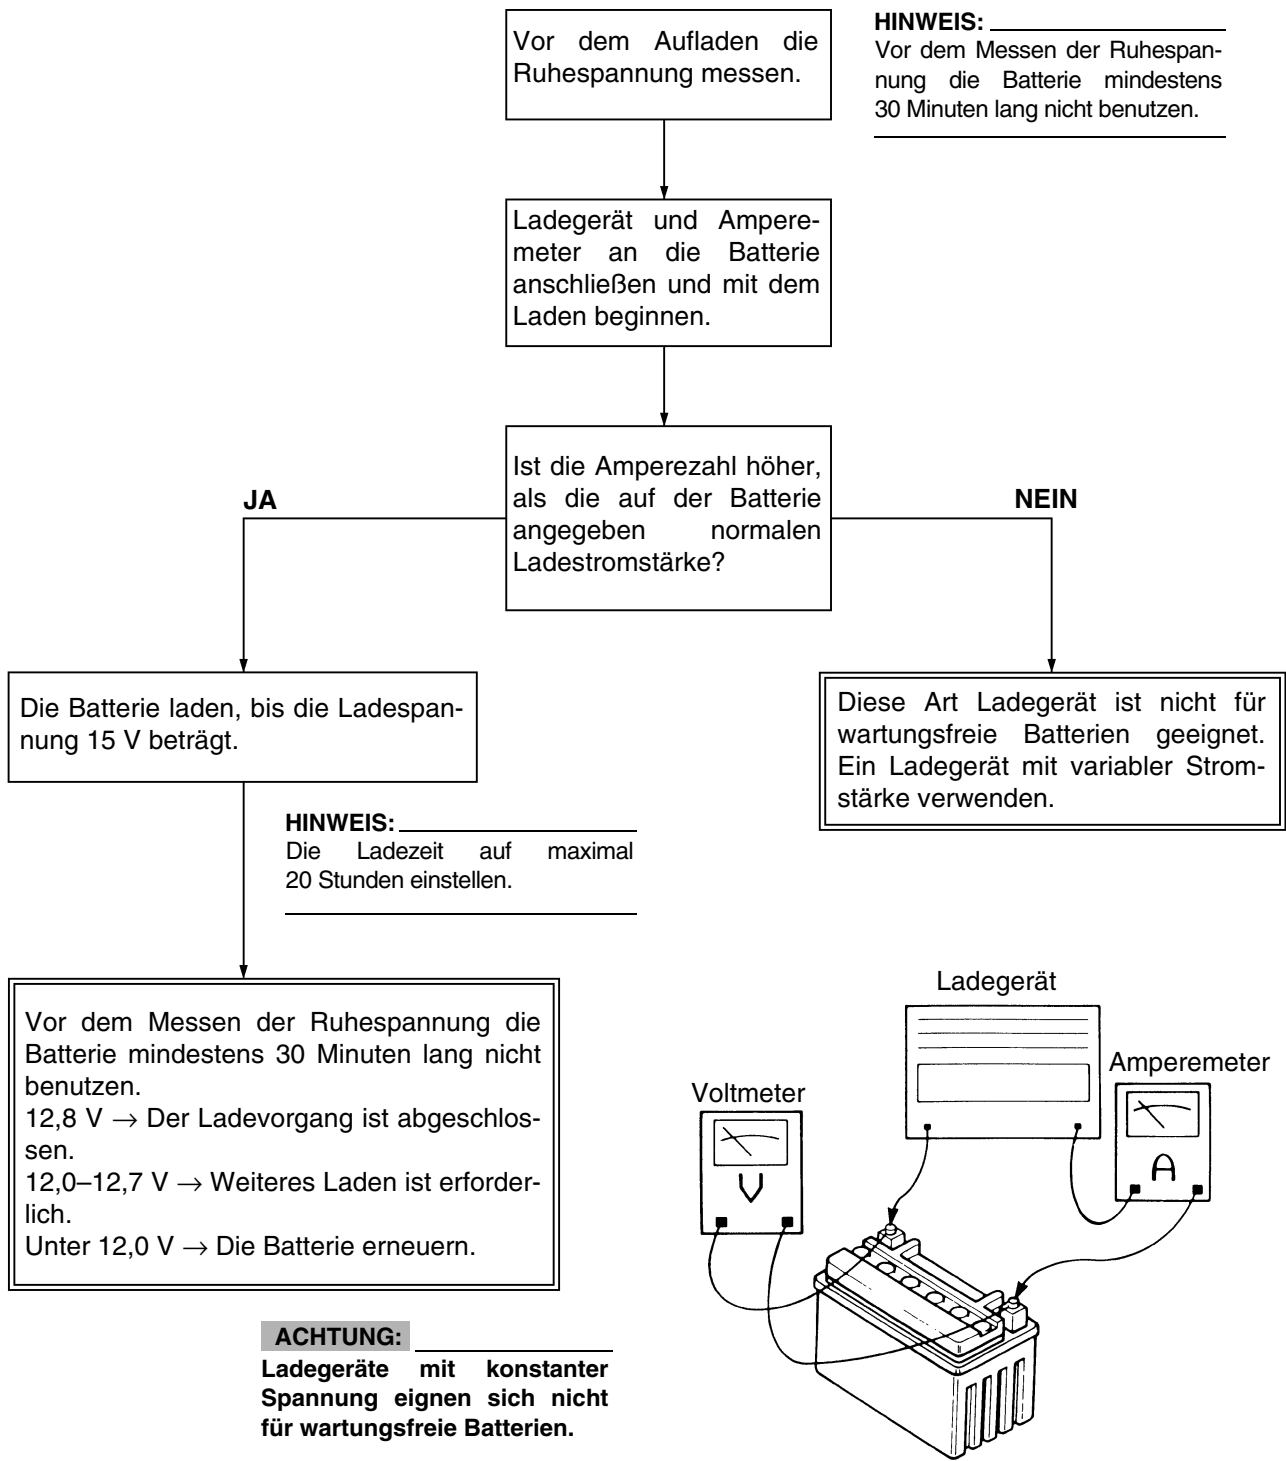 Vor dem Aufladen die
Ruhespannung messen.
HINWEIS:
Vor dem Messen der Ruhespan-
nung die Batterie mindestens
30 Minuten lang nicht benutzen.
Ladegerät und Ampere-
meter an die Batterie
anschließen und mit dem
Laden beginnen.
Ist die Amperezahl höher,
als die auf der Batterie
angegeben normalen
Ladestromstärke?
JA
NEIN
Die Batterie laden, bis die Ladespan-
nung 15 V beträgt.
Diese Art Ladegerät ist nicht für
wartungsfreie Batterien geeignet.
Ein Ladegerät mit variabler Strom-
stärke verwenden.
HINWEIS:
Die Ladezeit auf maximal
20 Stunden einstellen.
Vor dem Messen der Ruhespannung die
Batterie mindestens 30 Minuten lang nicht
benutzen.
12,8 V → Der Ladevorgang ist abgeschlos-
sen.
12,0–12,7 V → Weiteres Laden ist erforder-
lich.
Unter 12,0 V → Die Batterie erneuern.
Ladegerät
Amperemeter
Voltmeter
V
A
ACHTUNG:
Ladegeräte mit konstanter
Spannung eignen sich nicht
für wartungsfreie Batterien.